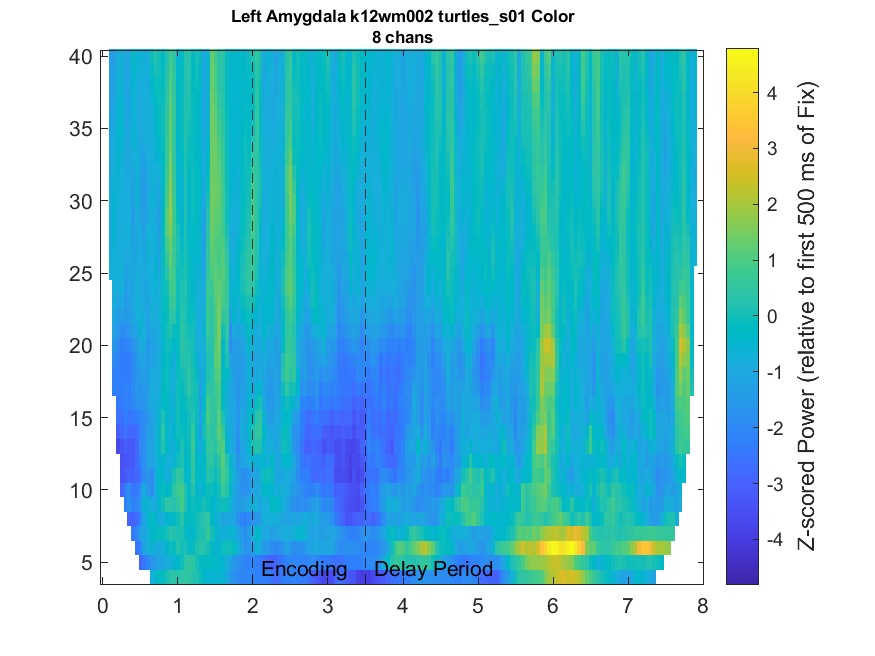 Left Amygdala k12wm002 turtles_s01 Color
8 chans
40
35
30
25
20
15
10
5
Encoding
Delay Period
0 1 2 3 4 5 6 7 8
4
3
2
1
0
-1
-2
-3
-4
Z-scored Power (relative to first 500 ms of Fix)